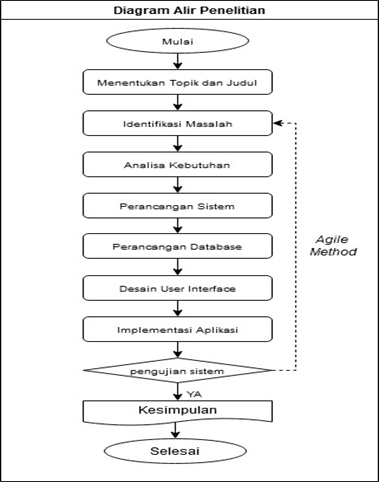 Diagram Alir Penelitian
Mulai
Menentukan Topik dan Judul
Identifikasi Masalah
Analisa Kebutuhan
Perancangan Sistem
Perancangan Database
Desain User Interface
Implementasi Aplikasi
pengujian sistem
Agile
Method
YA
Kesimpulan
Selesai